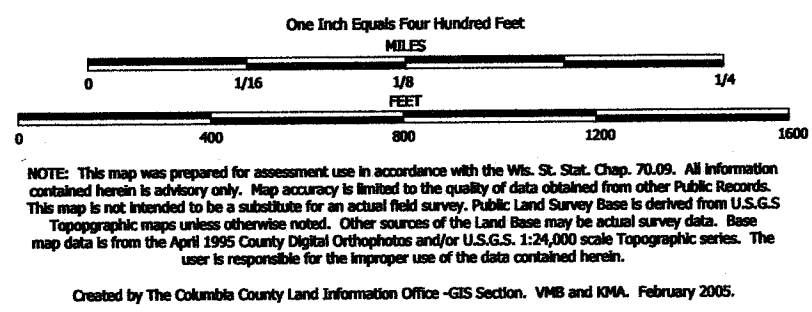 One Inch Equals Four Hundred Feet
MILES
0 1/16 1/8 1/4
FEET
0 400 800 1200 1600
NOTE: This map was prepared for assessment use in accordance with the Wis. St. Stat. Chap. 70.09. All information
contained herein is advisory only. Map accuracy is limited to the quality of data obtained from other Public Records.
This map is not intended to be a substitute for an actual field survey. Public Land Survey Base is derived from U.S.G.S
Topopgraphic maps unless otherwise noted. Other sources of the Land Base may be actual survey data. Base
map data is from the April 1995 County Digital Orthophotos and/or U.S.G.S. 1:24,000 scale Topographic series. The
user is responsible for the improper use of the data contained herein.
Created by The Columbia County Land Information Office -GIS Section. VMB and KMA. February 2005.